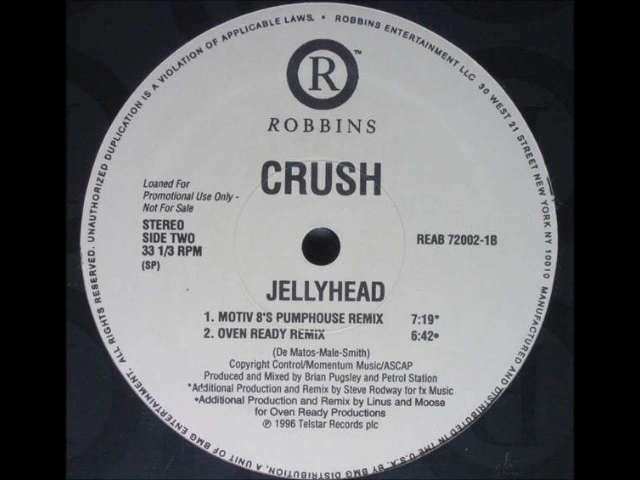 ALL RIGHTS RESERVED. UNAUTHORIZED DUPLICATION IS A VIOLATION OF APPLICABLE LAWS. • ROBBINS ENTERTAINMENT LLC 30 WEST 21 STREET NEW YORK NY 10010 MANUFACTURED AND DISTRIBUTED IN THE U.S.A. BY BMG DISTRIBUTION, A UNIT OF BMG ENTERTAINMENT.
R™
ROBBINS
CRUSH
Loaned For
Promotional Use Only -
Not For Sale
STEREO
SIDE TWO
33 1/3 RPM
(SP)
REAB 72002-1B
JELLYHEAD
1. MOTIV 8'S PUMPHOUSE REMIX 7:19*
2. OVEN READY REMIX 6:42•
(De Matos-Male-Smith)
Copyright Control/Momentum Music/ASCAP
Produced and Mixed by Brian Pugsley and Petrol Station
*Additional Production and Remix by Steve Rodway for fx Music
•Additional Production and Remix by Linus and Moose
for Oven Ready Productions
℗ 1996 Telstar Records plc